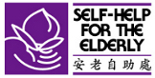 SELF-HELP
FOR THE
ELDERLY
安老自助處